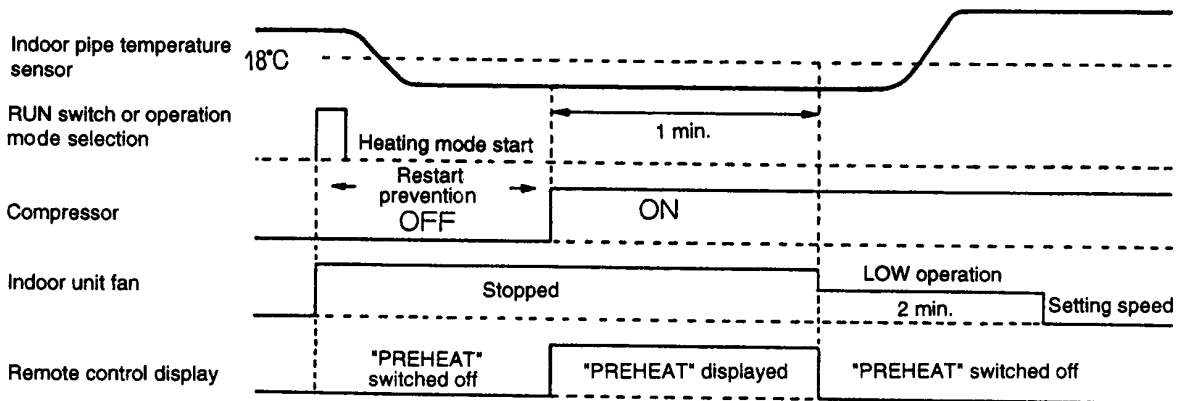 Indoor pipe temperature
sensor
18°C
RUN switch or operation
mode selection
1 min.
Heating mode start
Restart
prevention
Compressor
OFF
ON
Indoor unit fan
Stopped
LOW operation
2 min.
Setting speed
Remote control display
"PREHEAT"
switched off
"PREHEAT" displayed
"PREHEAT" switched off